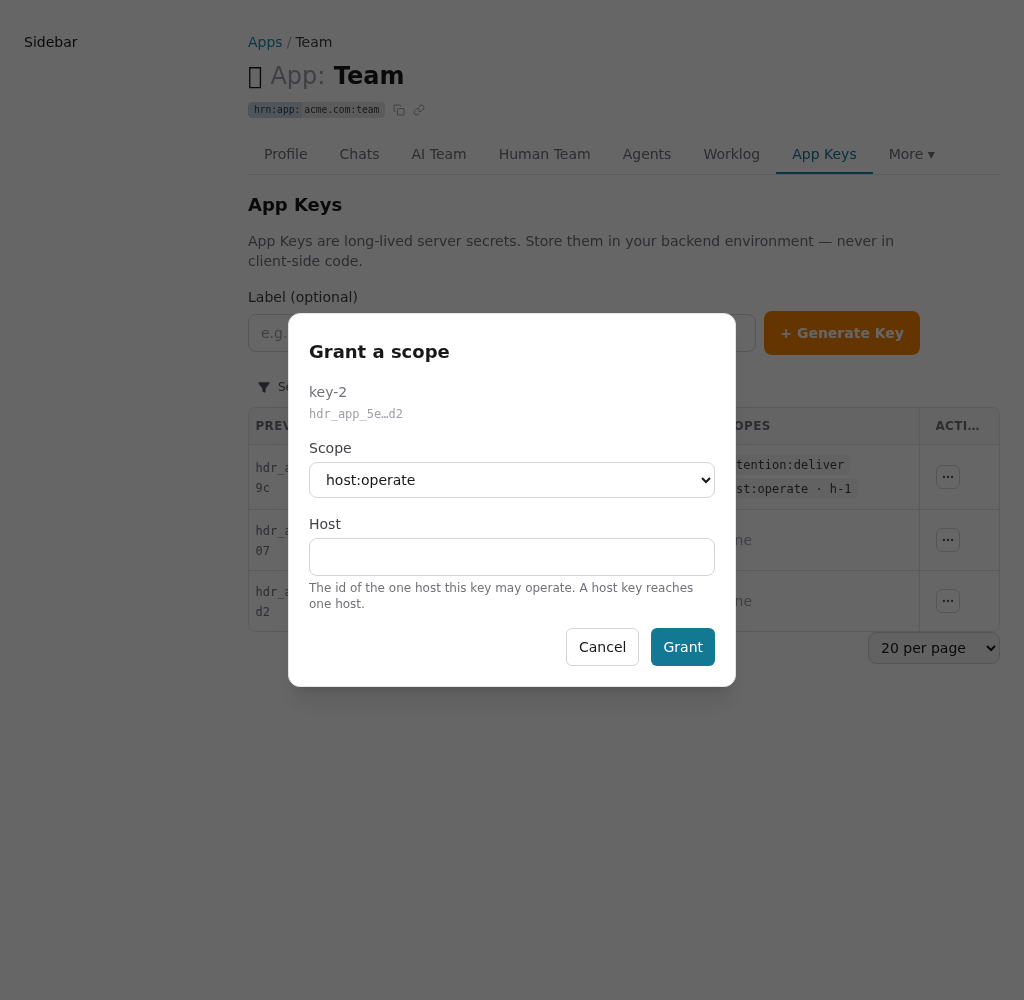 Sidebar
Apps / Team
App: Team
hrn:app: acme.com:team
Profile Chats AI Team Human Team Agents Worklog App Keys More ▾
App Keys
App Keys are long-lived server secrets. Store them in your backend environment — never in
client-side code.
Label (optional)
e.g.
+ Generate Key
ACTI…
9c
07
d2
· h-1
20 per page
Grant a scope
key-2
hdr_app_5e…d2
Scope
host:operate
Host
The id of the one host this key may operate. A host key reaches
one host.
Cancel Grant